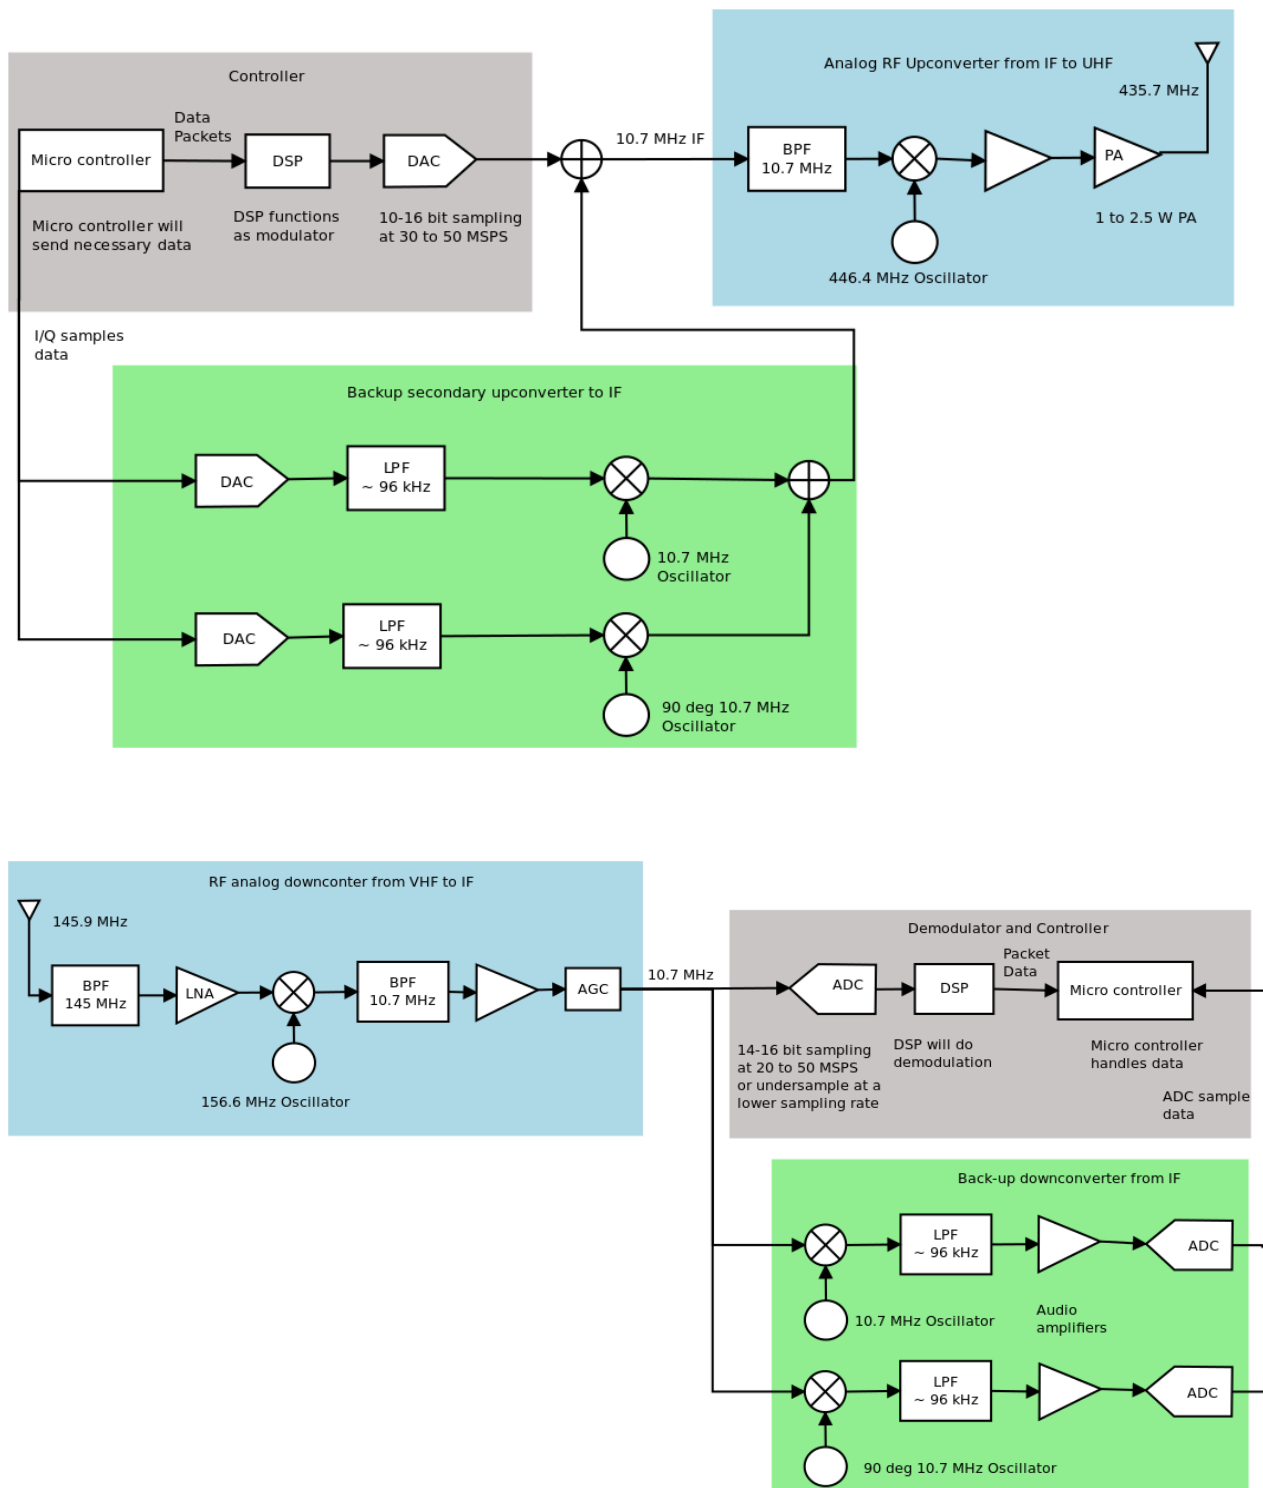 Controller
Data
Packets
Micro controller
DSP
DAC
Micro controller will
send necessary data
DSP functions
as modulator
10-16 bit sampling
at 30 to 50 MSPS
10.7 MHz IF
Analog RF Upconverter from IF to UHF
435.7 MHz
BPF
10.7 MHz
PA
1 to 2.5 W PA
446.4 MHz Oscillator
I/Q samples
data
Backup secondary upconverter to IF
DAC
LPF
~ 96 kHz
10.7 MHz
Oscillator
DAC
LPF
~ 96 kHz
90 deg 10.7 MHz
Oscillator
RF analog downconter from VHF to IF
145.9 MHz
BPF
145 MHz
LNA
BPF
10.7 MHz
AGC
156.6 MHz Oscillator
10.7 MHz
Demodulator and Controller
Packet
Data
ADC
DSP
Micro controller
14-16 bit sampling
at 20 to 50 MSPS
or undersample at a
lower sampling rate
DSP will do
demodulation
Micro controller
handles data
ADC sample
data
Back-up downconverter from IF
LPF
~ 96 kHz
ADC
10.7 MHz Oscillator
Audio
amplifiers
LPF
~ 96 kHz
ADC
90 deg 10.7 MHz Oscillator